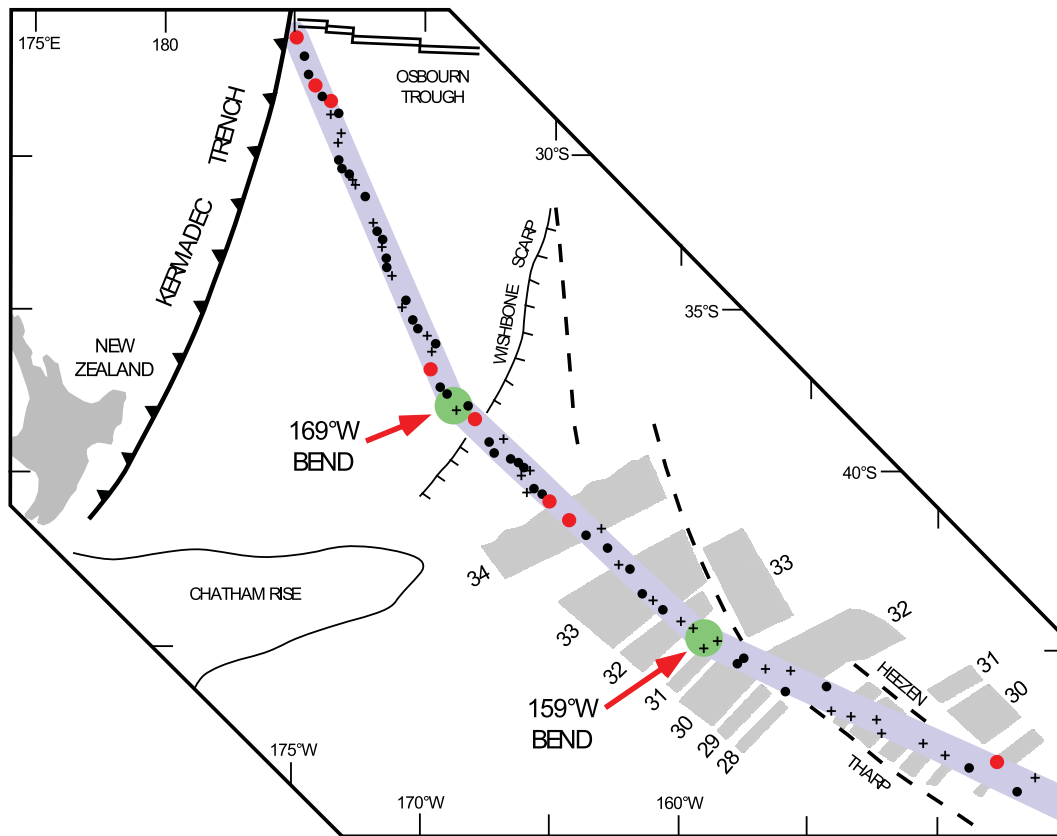 175°E
180
OSBOURN
TROUGH
KERMADEC TRENCH
30°S
WISHBONE SCARP
35°S
NEW
ZEALAND
169°W
BEND
40°S
CHATHAM RISE
34
33
33
32
32
31
30
29
28
31
30
HEEZEN
THARP
159°W
BEND
175°W
170°W
160°W